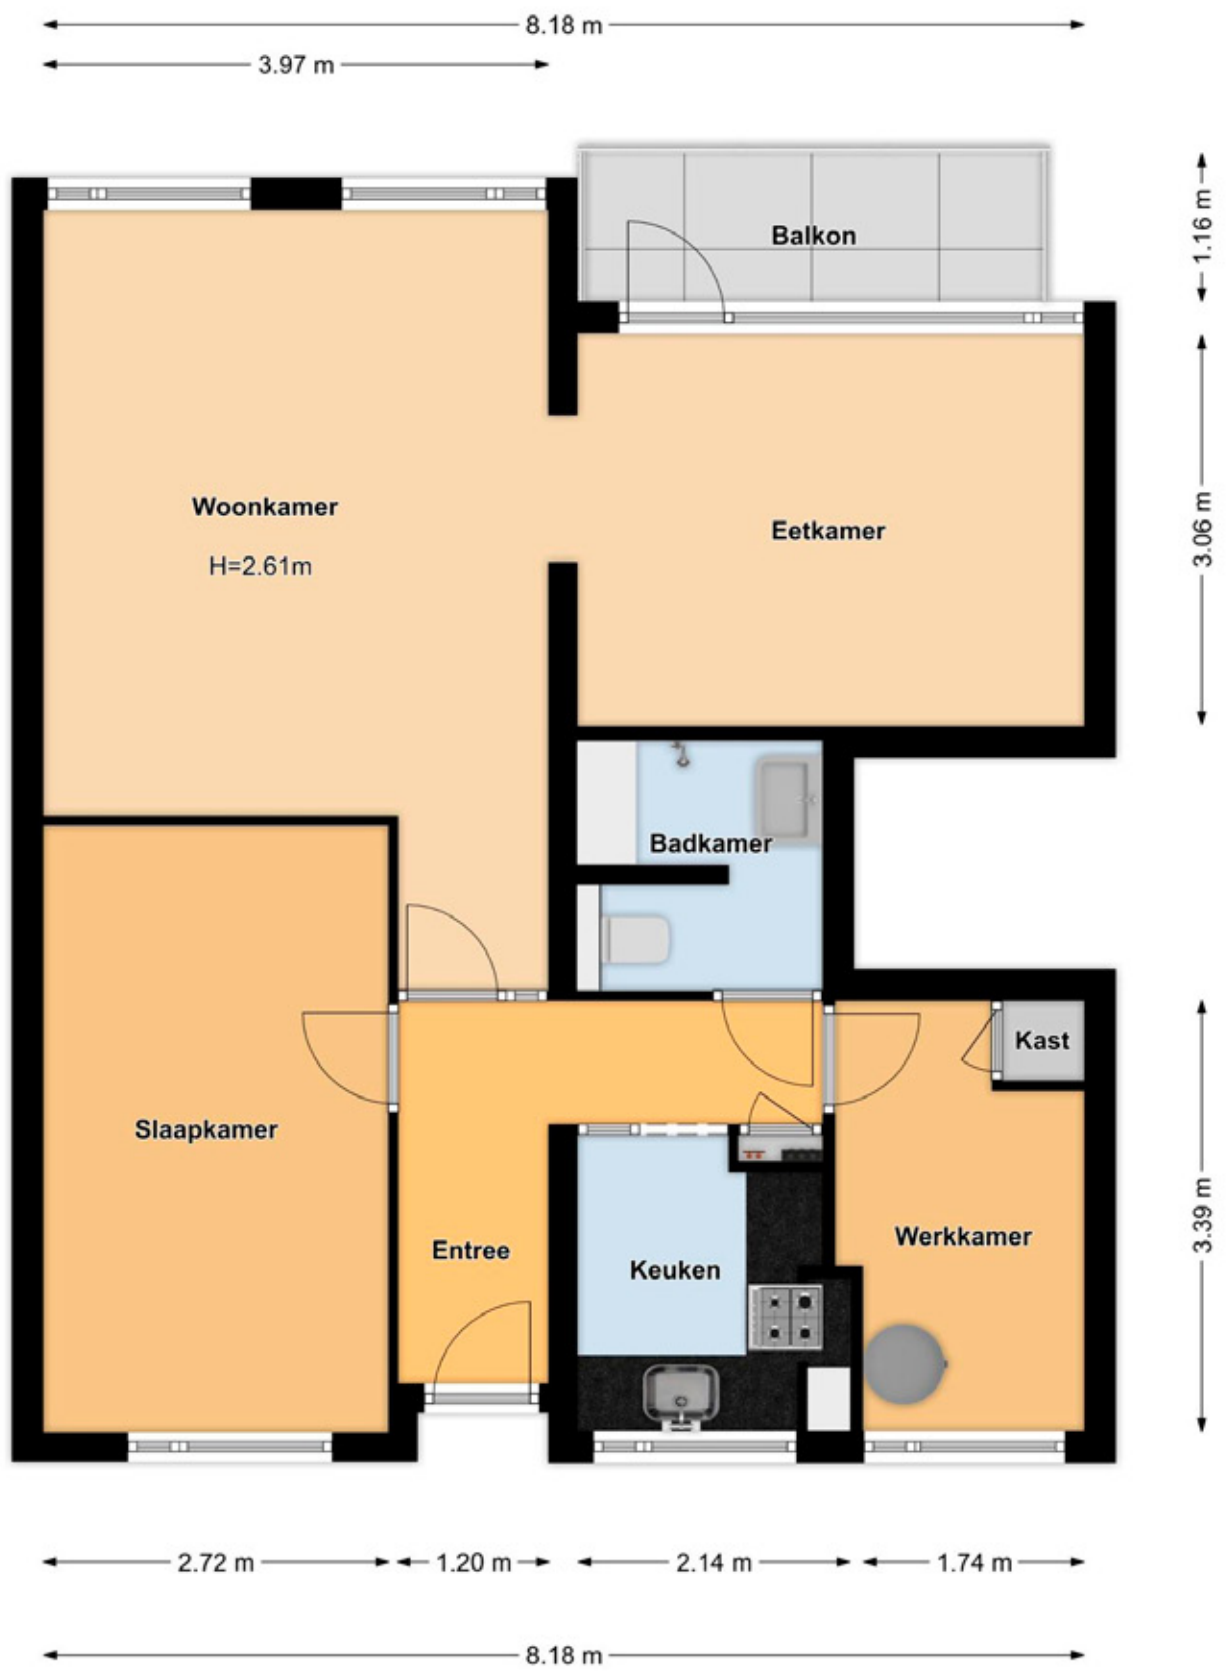 8.18 m
3.97 m
Balkon
1.16 m
Woonkamer
H=2.61m
Eetkamer
3.06 m
Badkamer
Kast
Slaapkamer
Entree
Keuken
Werkkamer
3.39 m
2.72 m
1.20 m
2.14 m
1.74 m
8.18 m